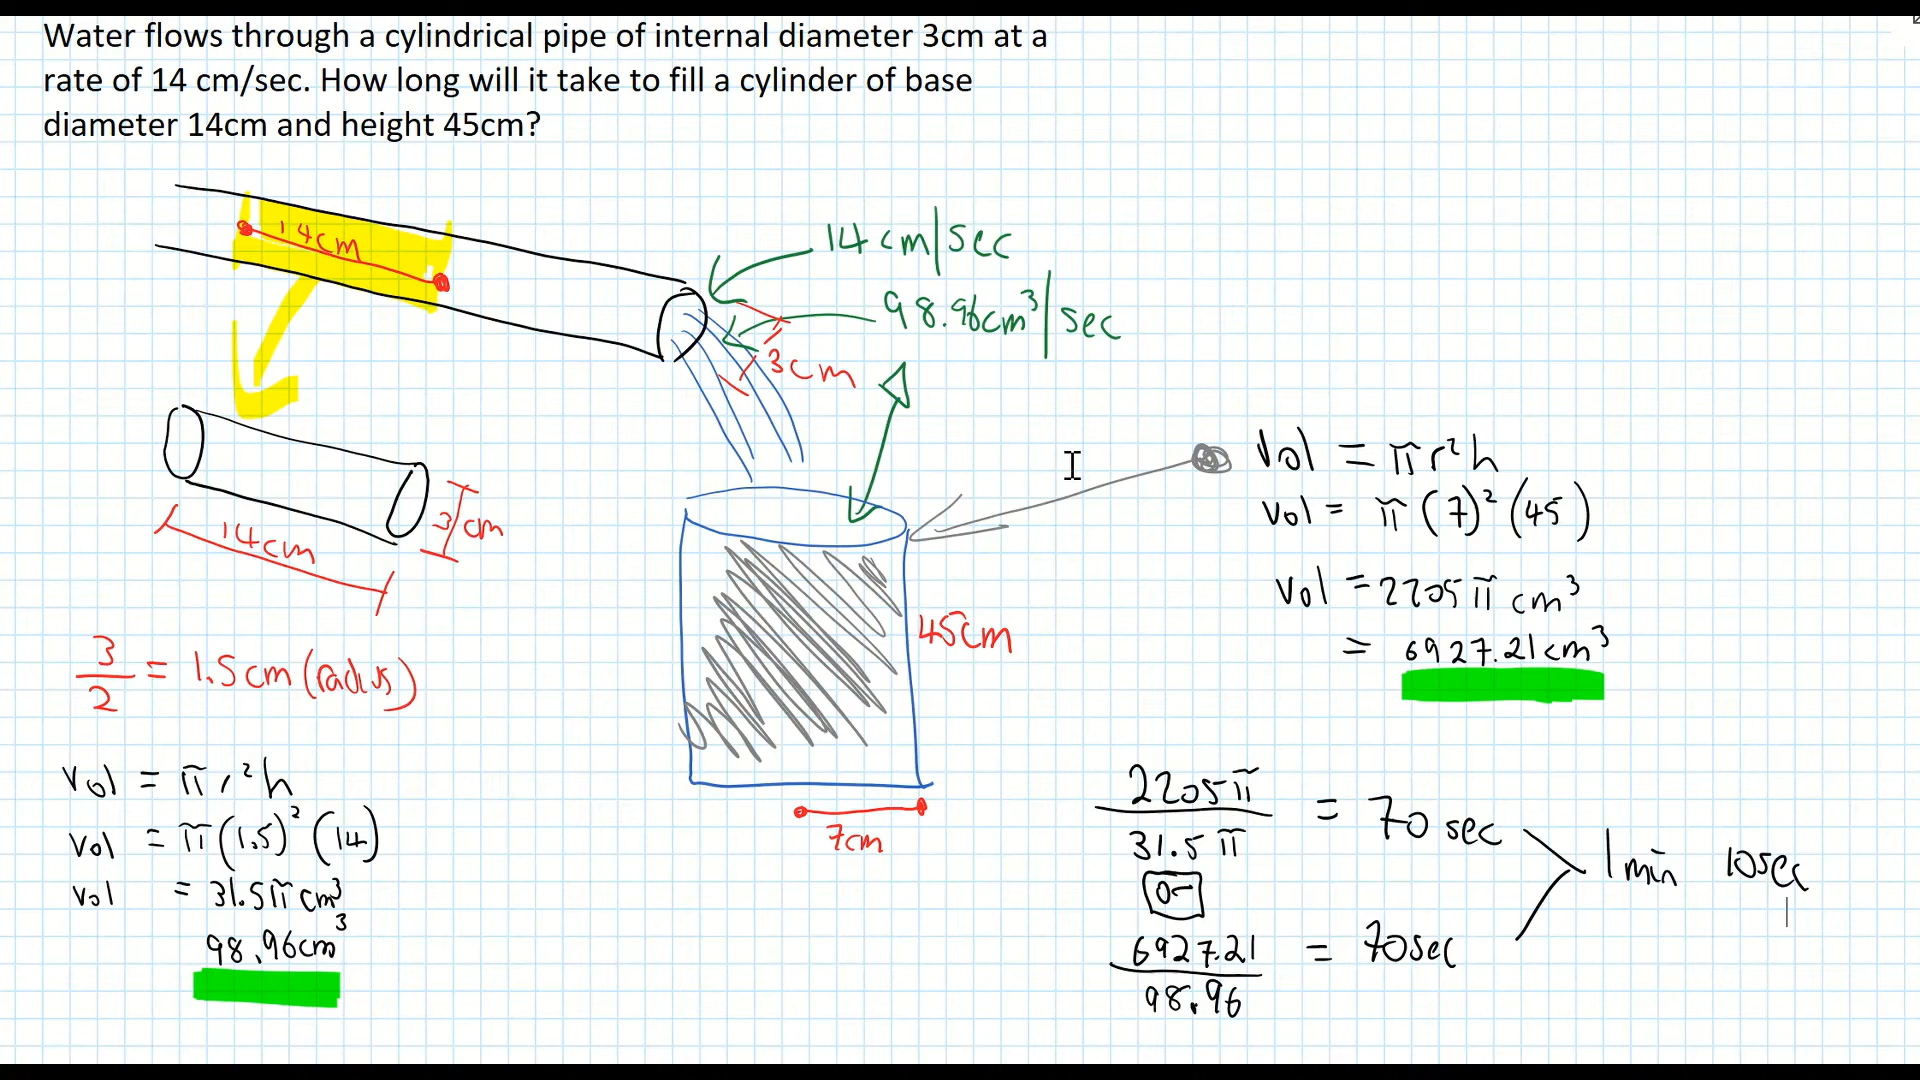 Water flows through a cylindrical pipe of internal diameter 3cm at a
rate of 14 cm/sec. How long will it take to fill a cylinder of base
diameter 14cm and height 45cm?
14cm
14 cm/sec
98.96cm³/sec
3cm
14cm
3cm
3/2 = 1.5cm (radius)
Vol = πr²h
Vol = π(1.5)²(14)
Vol = 31.5π cm³
98.96cm³
45cm
7cm
Vol = πr²h
Vol = π(7)²(45)
Vol = 2205π cm³
= 6927.21cm³
2205π/31.5π = 70 sec
or
6927.21/98.96 = 70sec
1 min 10sec